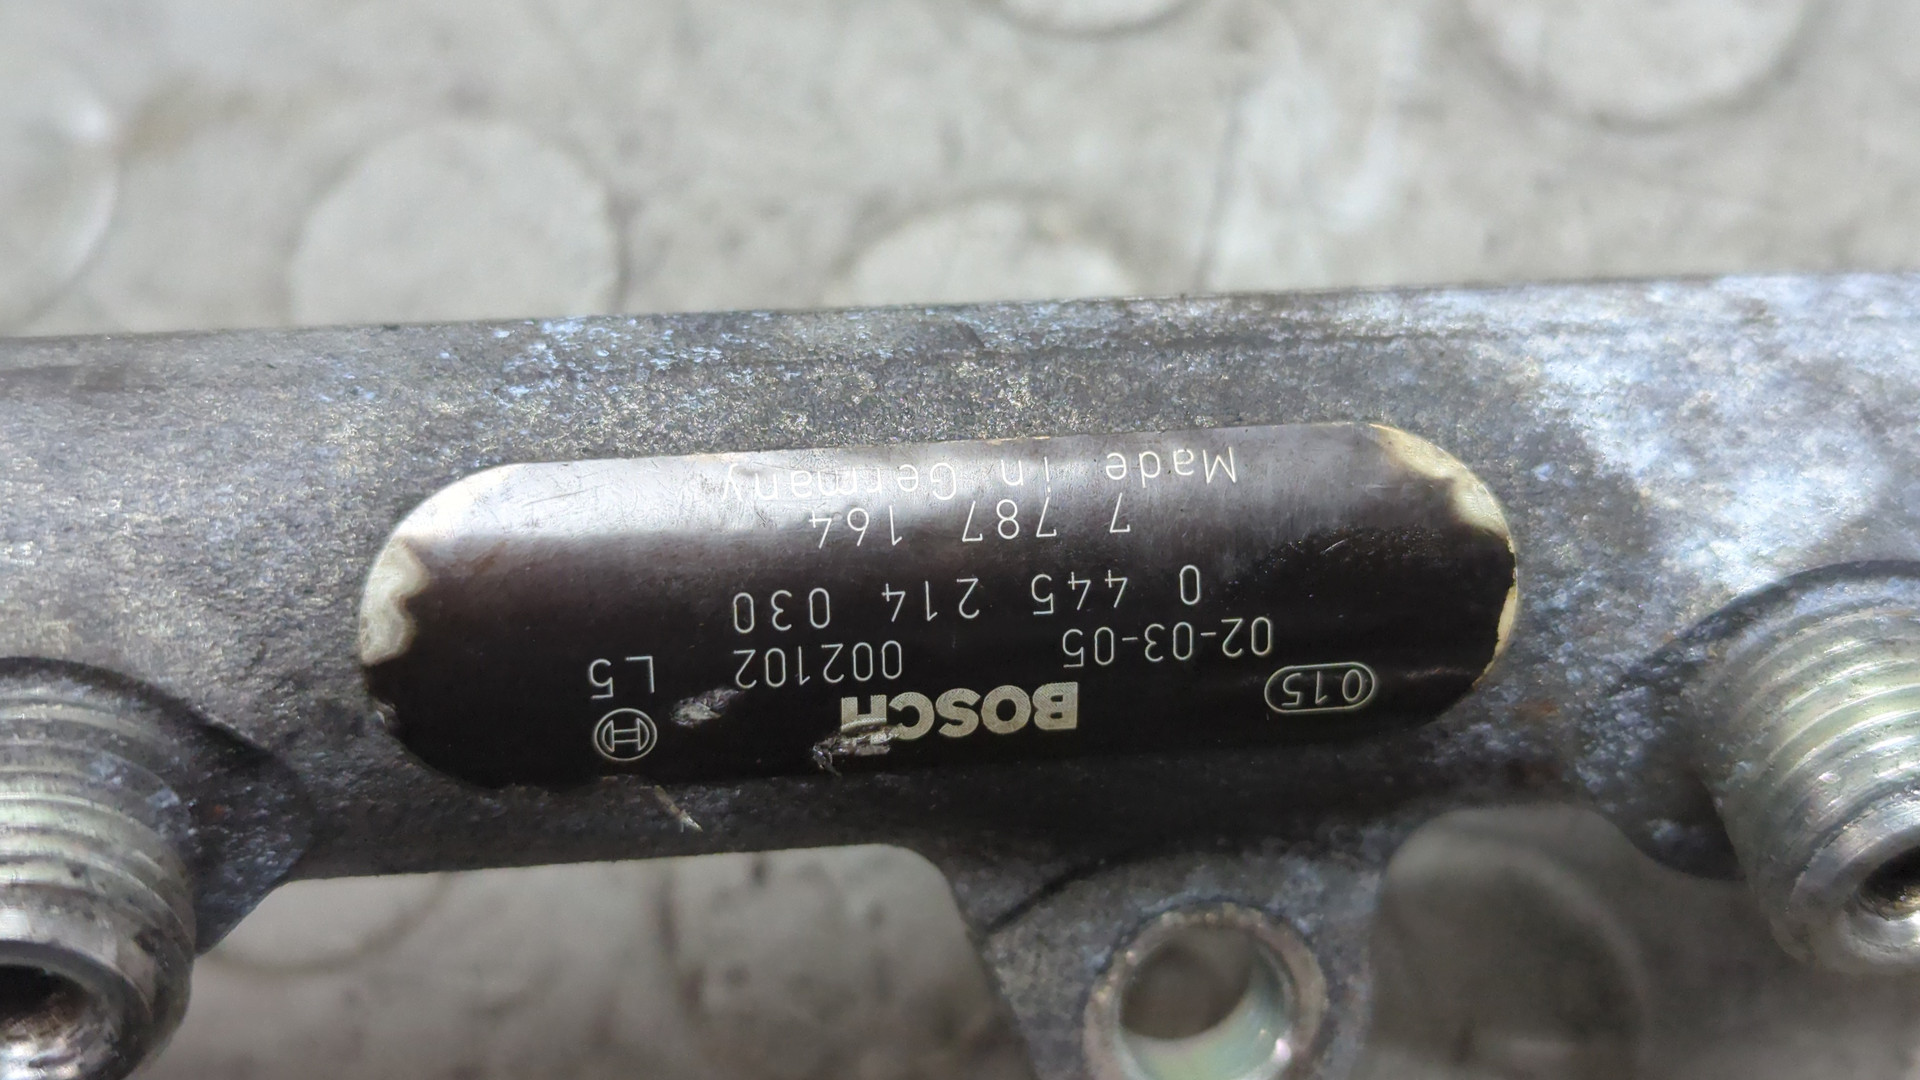 015 BOSCH H
02-03-05 002102 L5
0 445 214 030
7 787 164
Made in Germany